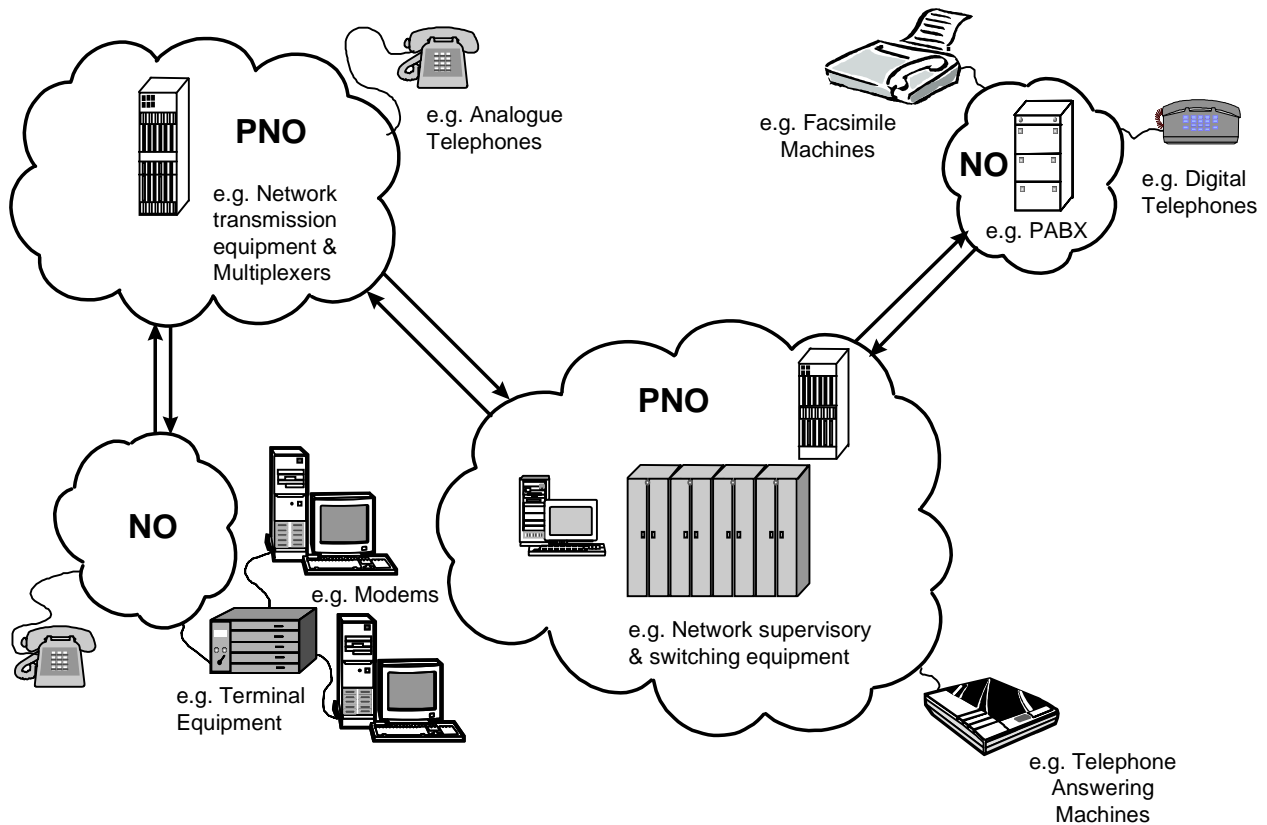 PNO
e.g. Network
transmission
equipment &
Multiplexers
e.g. Analogue
Telephones
e.g. Facsimile
Machines
NO
e.g. PABX
e.g. Digital
Telephones
PNO
e.g. Network supervisory
& switching equipment
NO
e.g. Modems
e.g. Terminal
Equipment
e.g. Telephone
Answering
Machines